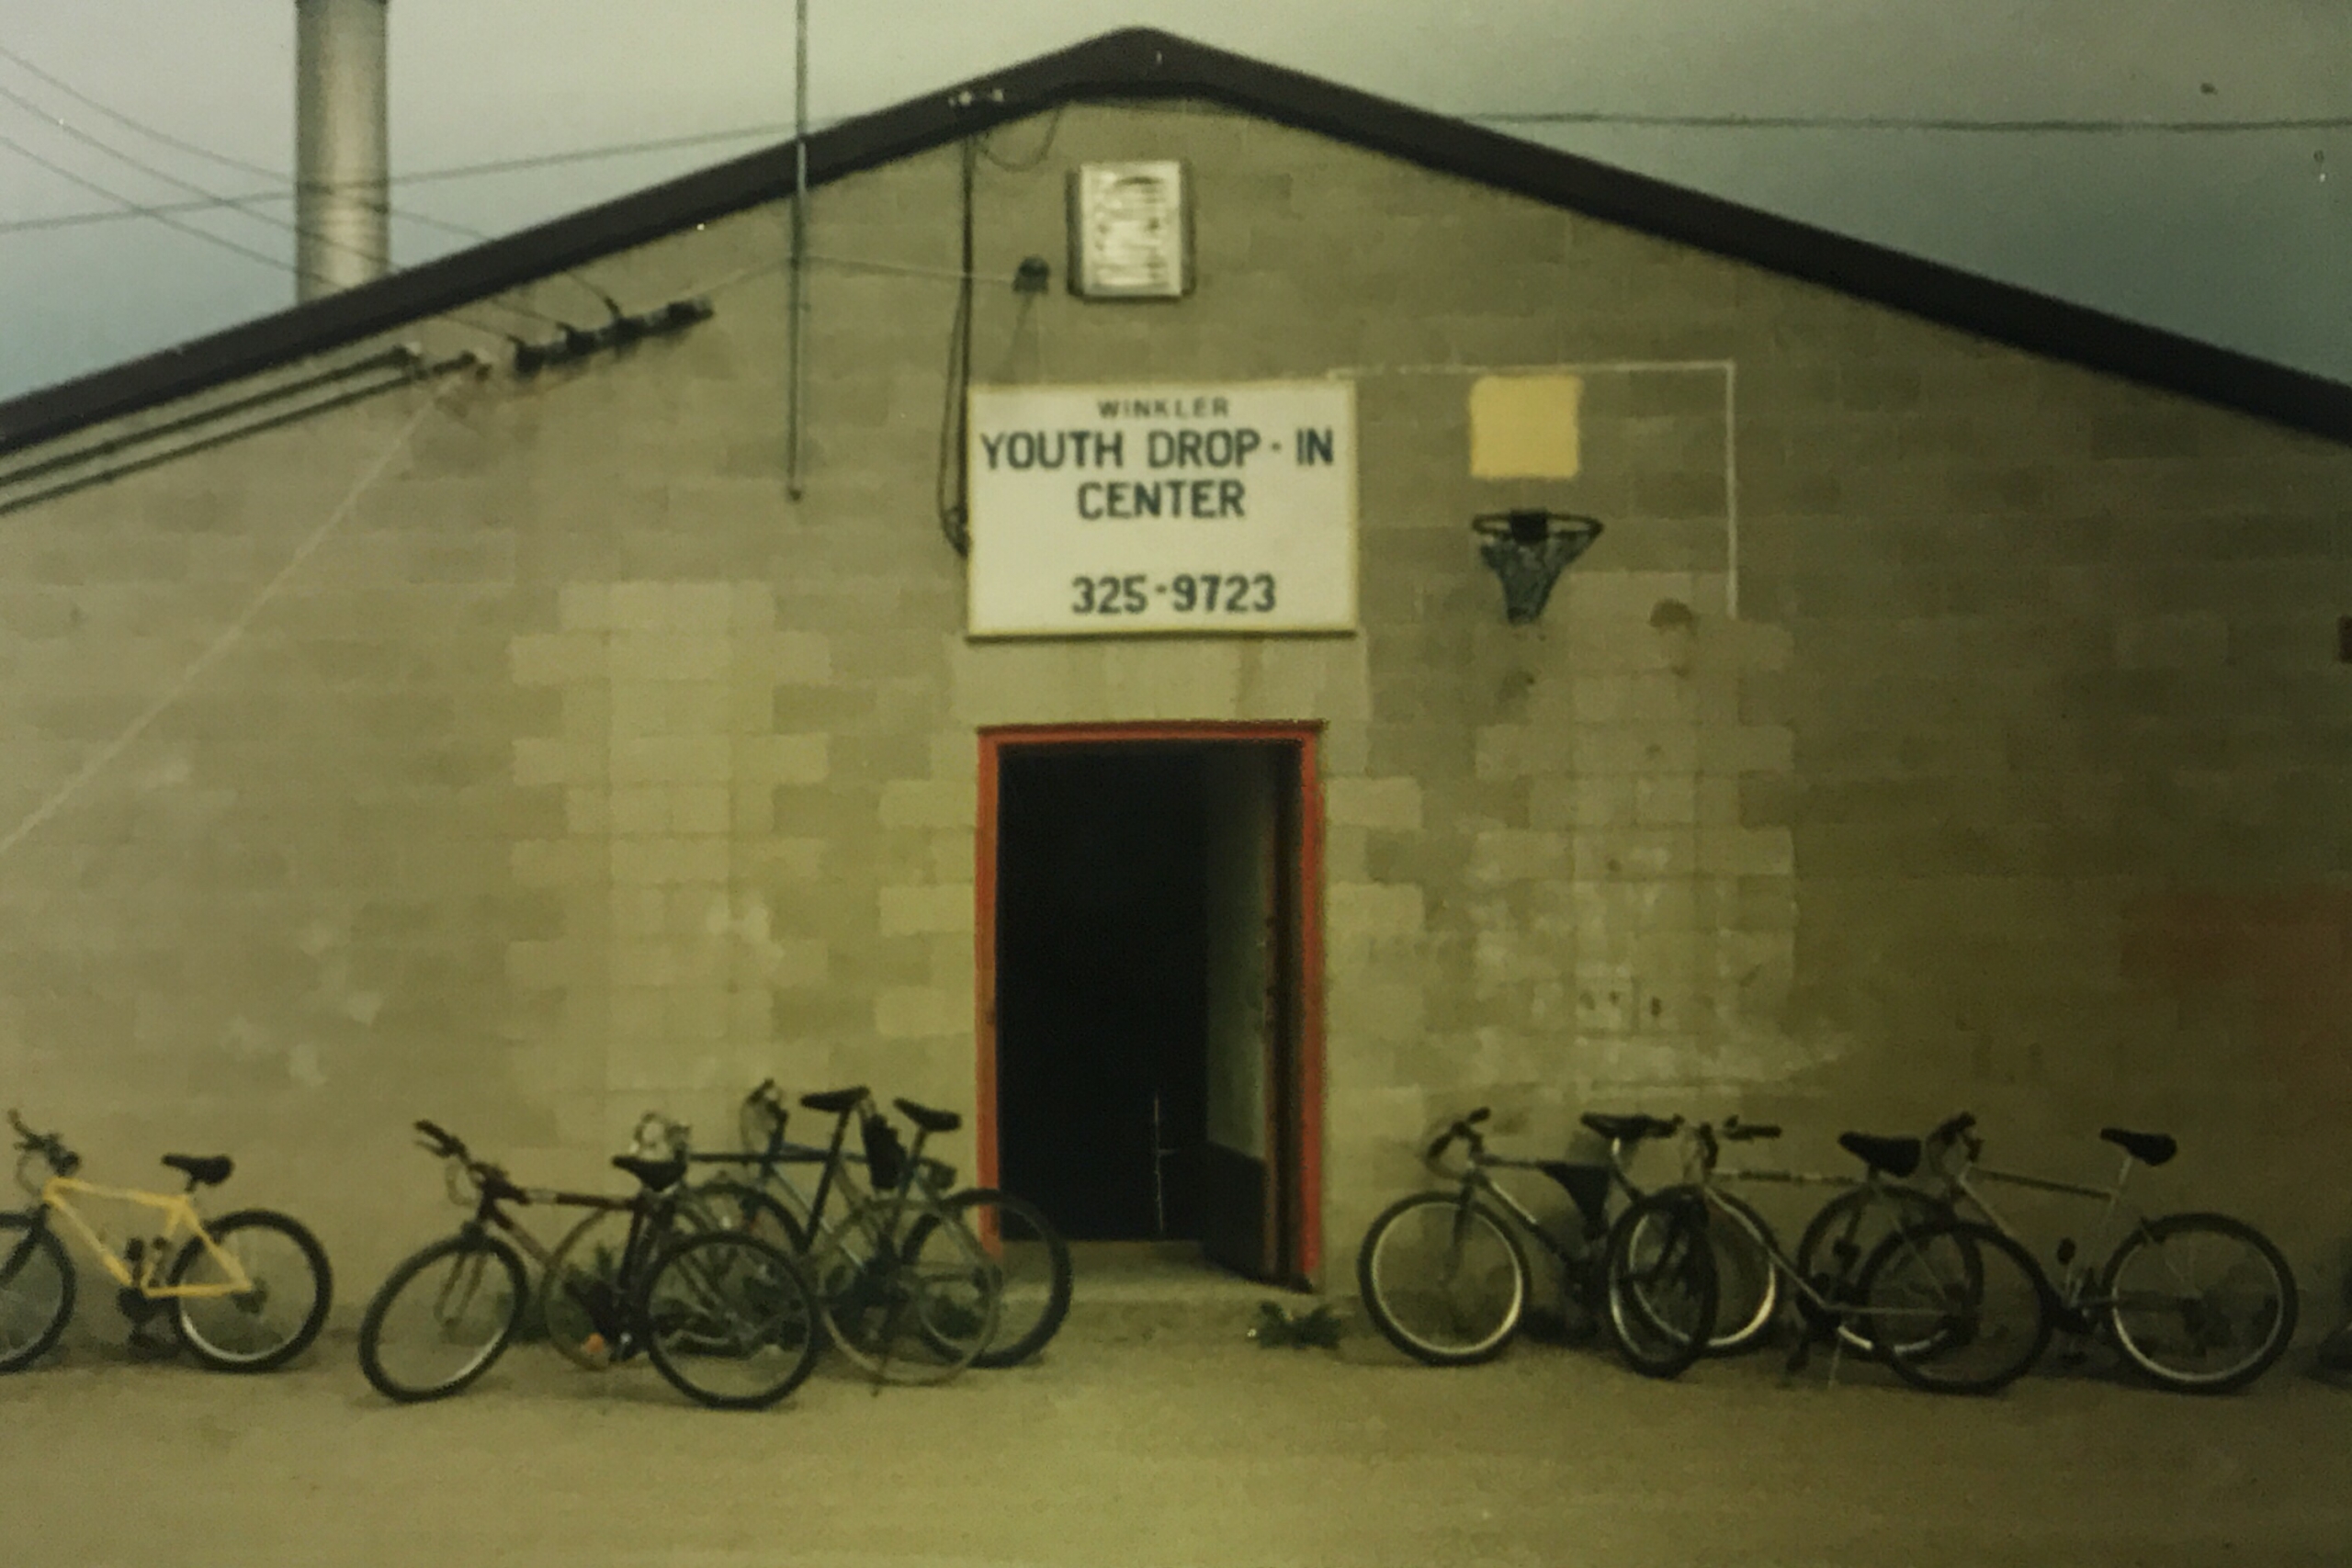 WINKLER
YOUTH DROP-IN
CENTER
325-9723